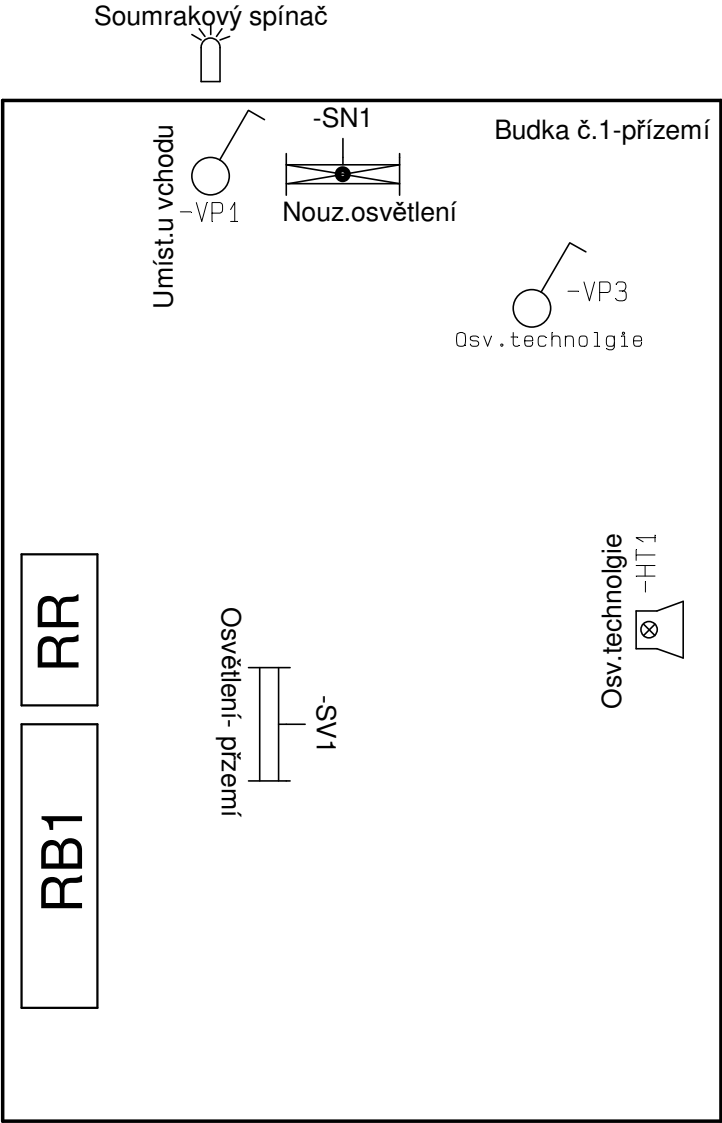 Soumrakový spínač
-SN1
Budka č.1-přízemí
Umíst.u vchodu
-VP1
Nouz.osvětlení
-VP3
Osv.technolgie
Osv.technolgie
-HT1
RR
Osvětlení- přzemí
-SV1
RB1